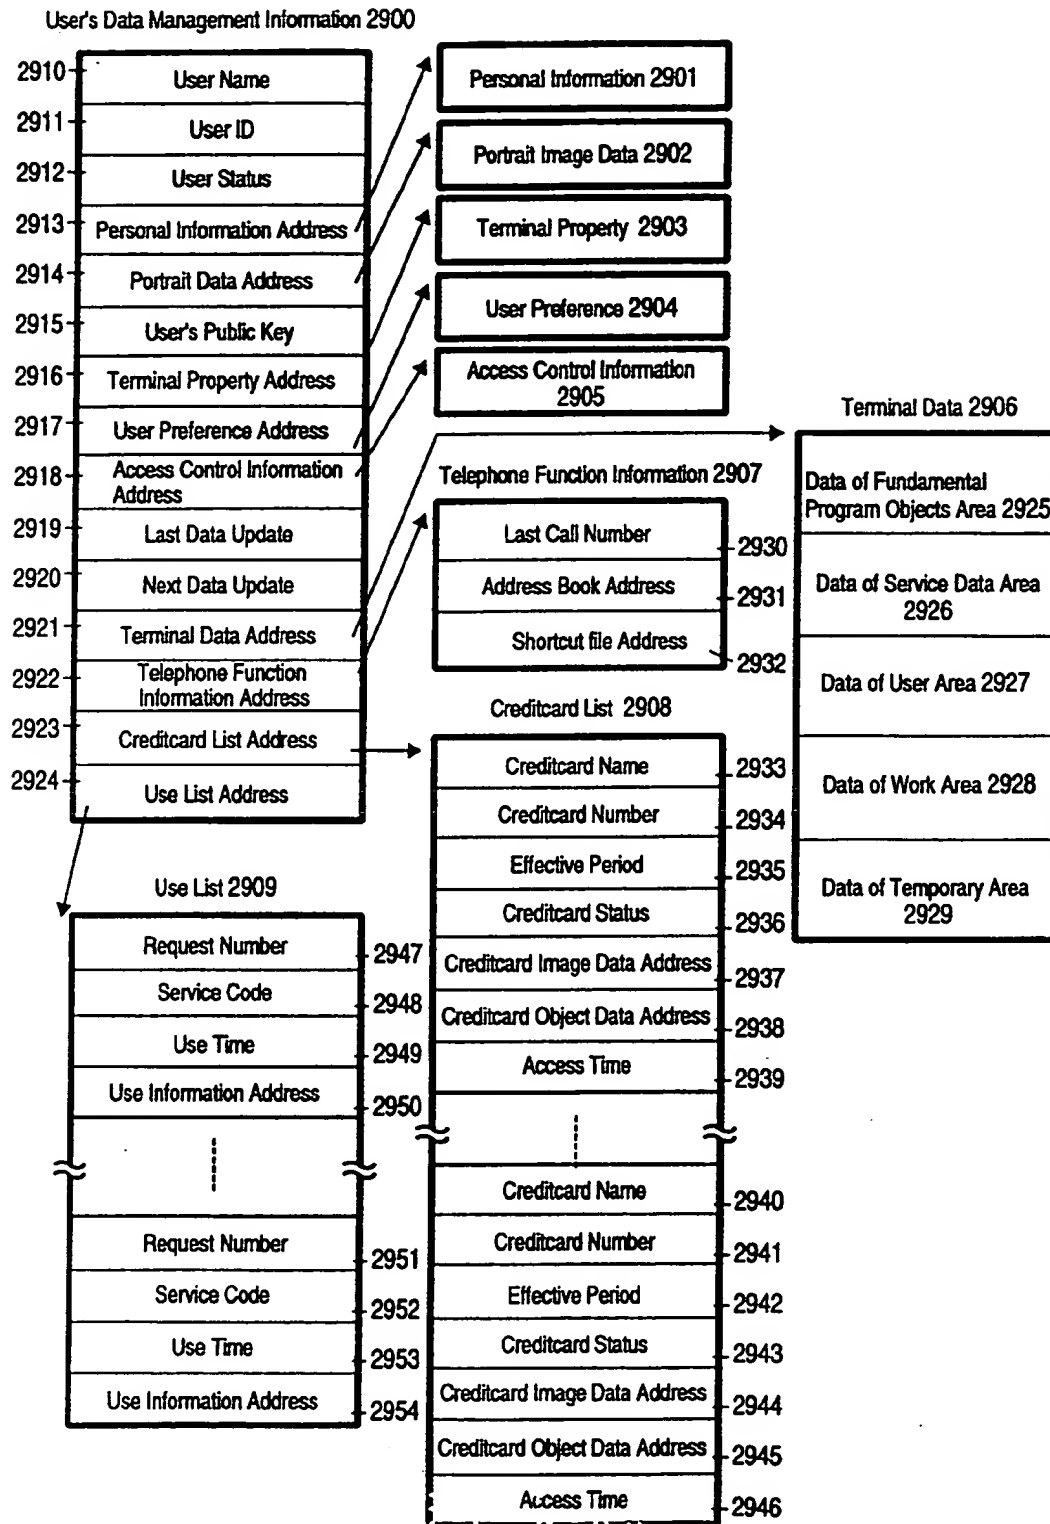 User's Data Management Information 2900
2910
User Name
2911
User ID
2912
User Status
2913
Personal Information Address
2914
Portrait Data Address
2915
User's Public Key
2916
Terminal Property Address
2917
User Preference Address
2918
Access Control Information
Address
2919
Last Data Update
2920
Next Data Update
2921
Terminal Data Address
2922
Telephone Function
Information Address
2923
Creditcard List Address
2924
Use List Address
Personal Information 2901
Portrait Image Data 2902
Terminal Property 2903
User Preference 2904
Access Control Information
2905
Terminal Data 2906
Data of Fundamental
Program Objects Area 2925
Data of Service Data Area
2926
Data of User Area 2927
Data of Work Area 2928
Data of Temporary Area
2929
Telephone Function Information 2907
Last Call Number
2930
Address Book Address
2931
Shortcut file Address
2932
Creditcard List 2908
Creditcard Name
2933
Creditcard Number
2934
Effective Period
2935
Creditcard Status
2936
Creditcard Image Data Address
2937
Creditcard Object Data Address
2938
Access Time
2939
Creditcard Name
2940
Creditcard Number
2941
Effective Period
2942
Creditcard Status
2943
Creditcard Image Data Address
2944
Creditcard Object Data Address
2945
Access Time
2946
Use List 2909
Request Number
2947
Service Code
2948
Use Time
2949
Use Information Address
2950
Request Number
2951
Service Code
2952
Use Time
2953
Use Information Address
2954